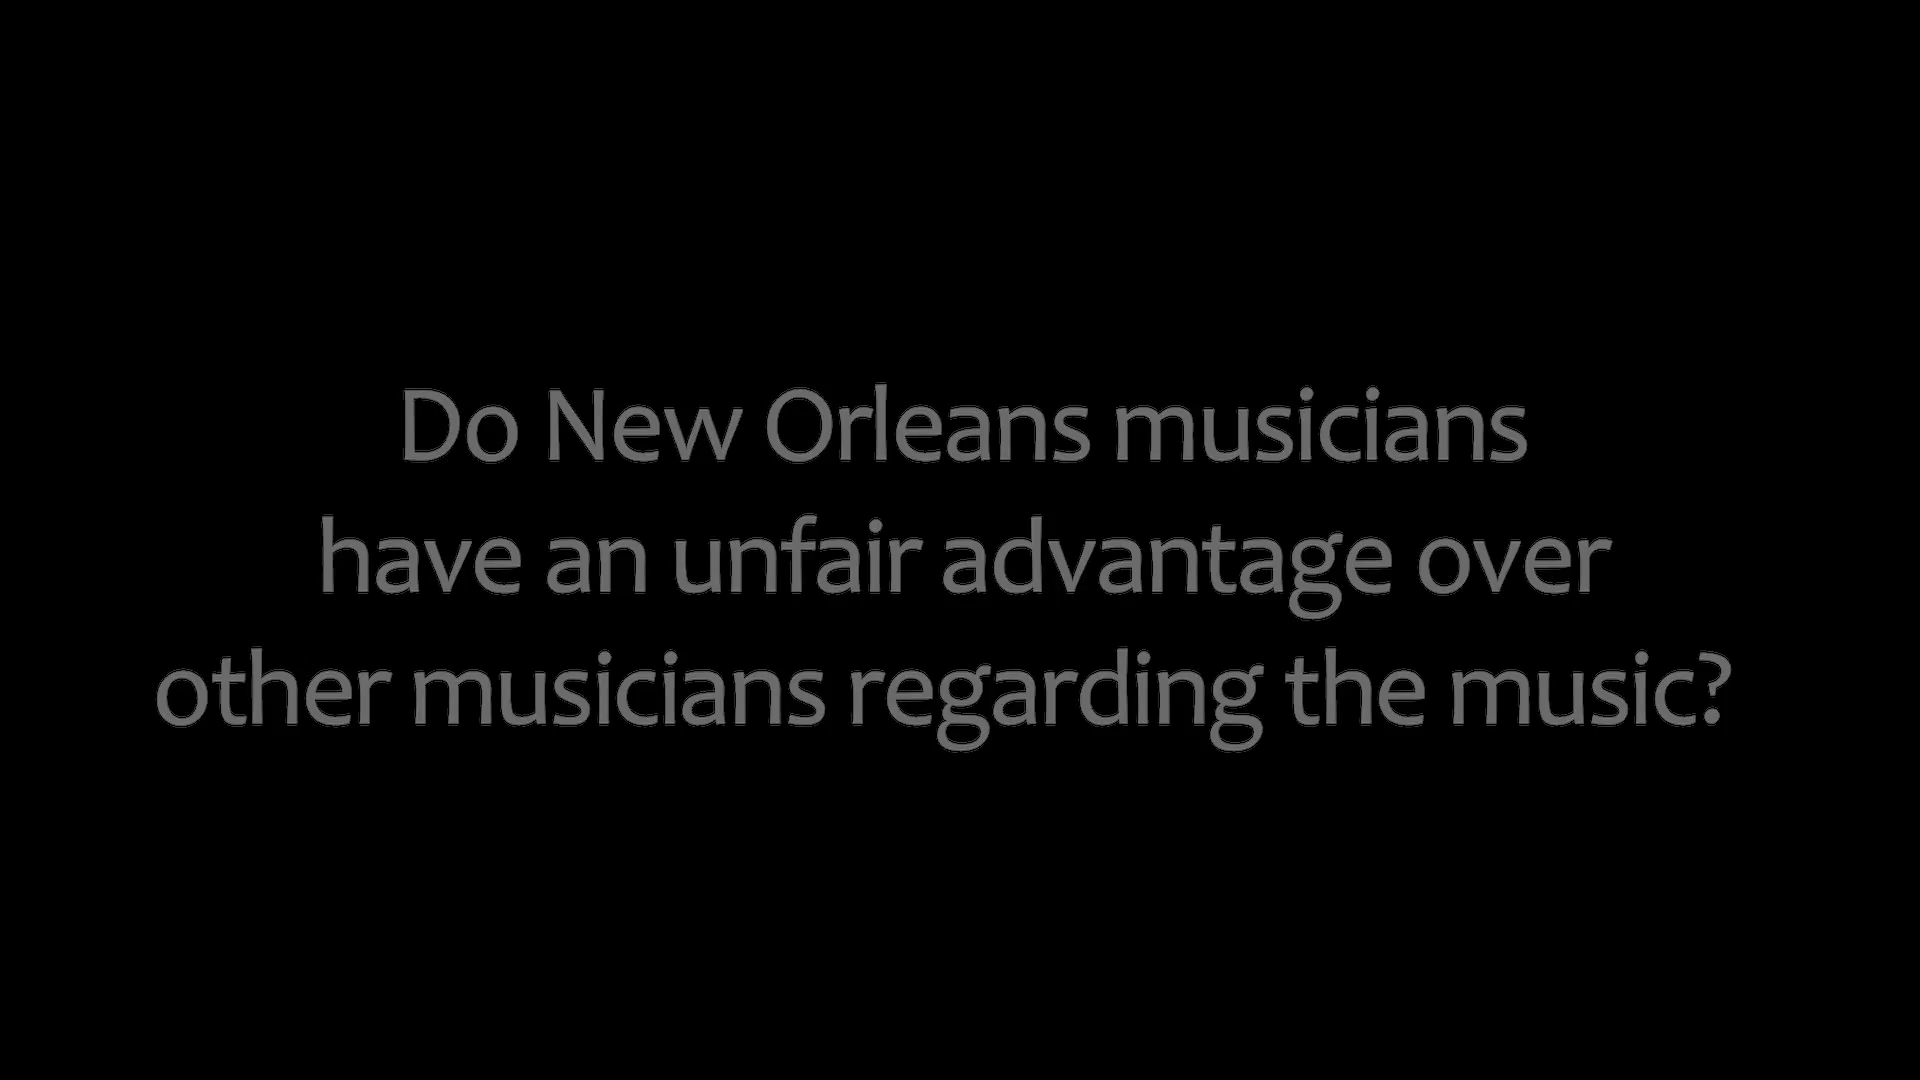 Do New Orleans musicians
have an unfair advantage over
other musicians regarding the music?